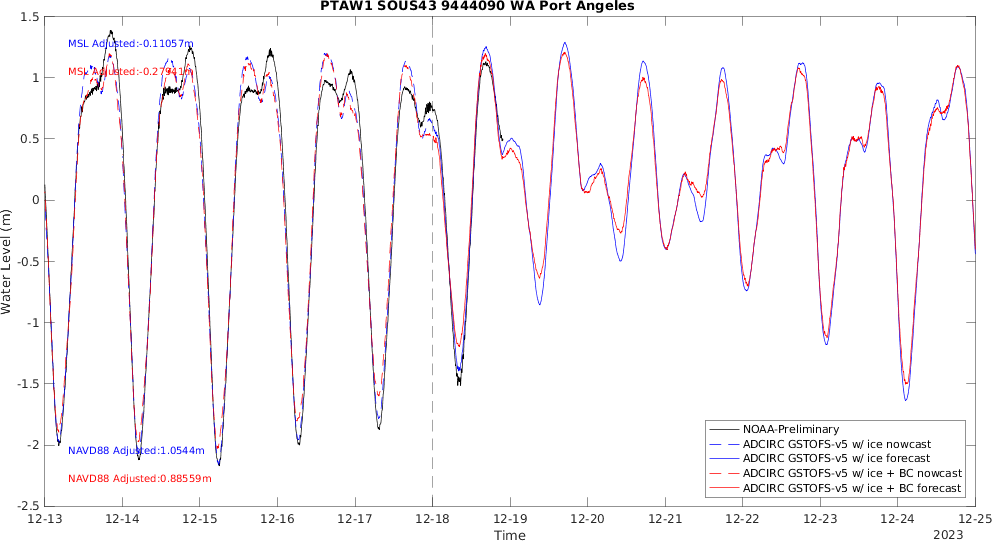 PTAW1 SOUS43 9444090 WA Port Angeles
MSL Adjusted:-0.11057m
MSL Adjusted:-0.27941m
NAVD88 Adjusted:1.0544m
NAVD88 Adjusted:0.88559m
Water Level (m)
1.5
1
0.5
0
-0.5
-1
-1.5
-2
-2.5
NOAA-Preliminary
ADCIRC GSTOFS-v5 w/ ice nowcast
ADCIRC GSTOFS-v5 w/ ice forecast
ADCIRC GSTOFS-v5 w/ ice + BC nowcast
ADCIRC GSTOFS-v5 w/ ice + BC forecast
12-13 12-14 12-15 12-16 12-17 12-18 12-19 12-20 12-21 12-22 12-23 12-24 12-25
Time
2023